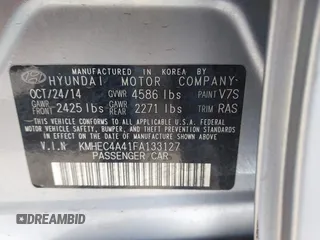 MANUFACTURED IN KOREA BY
HYUNDAI MOTOR COMPANY
OCT/24/14 GVWR 4586 lbs PAINT V7S
GAWR FRONT 2425 lbs GAWR REAR 2271 lbs TRIM RAS
THIS VEHICLE CONFORMS TO ALL APPLICABLE
FEDERAL MOTOR VEHICLE SAFETY, BUMPER, AND
THEFT PREVENTION STANDARDS IN EFFECT ON
THE DATE OF MANUFACTURE SHOWN ABOVE.
V.I.N KMHEC4A41FA133127
PASSENGER CAR
DREAMBID